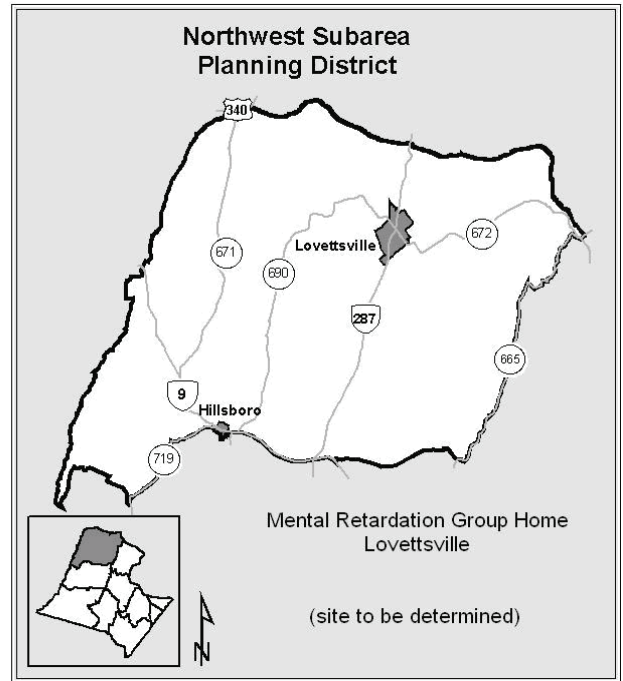 Northwest Subarea
Planning District
340
Lovettsville
672
671
690
287
665
9
Hillsboro
719
Mental Retardation Group Home
Lovettsville
(site to be determined)
N